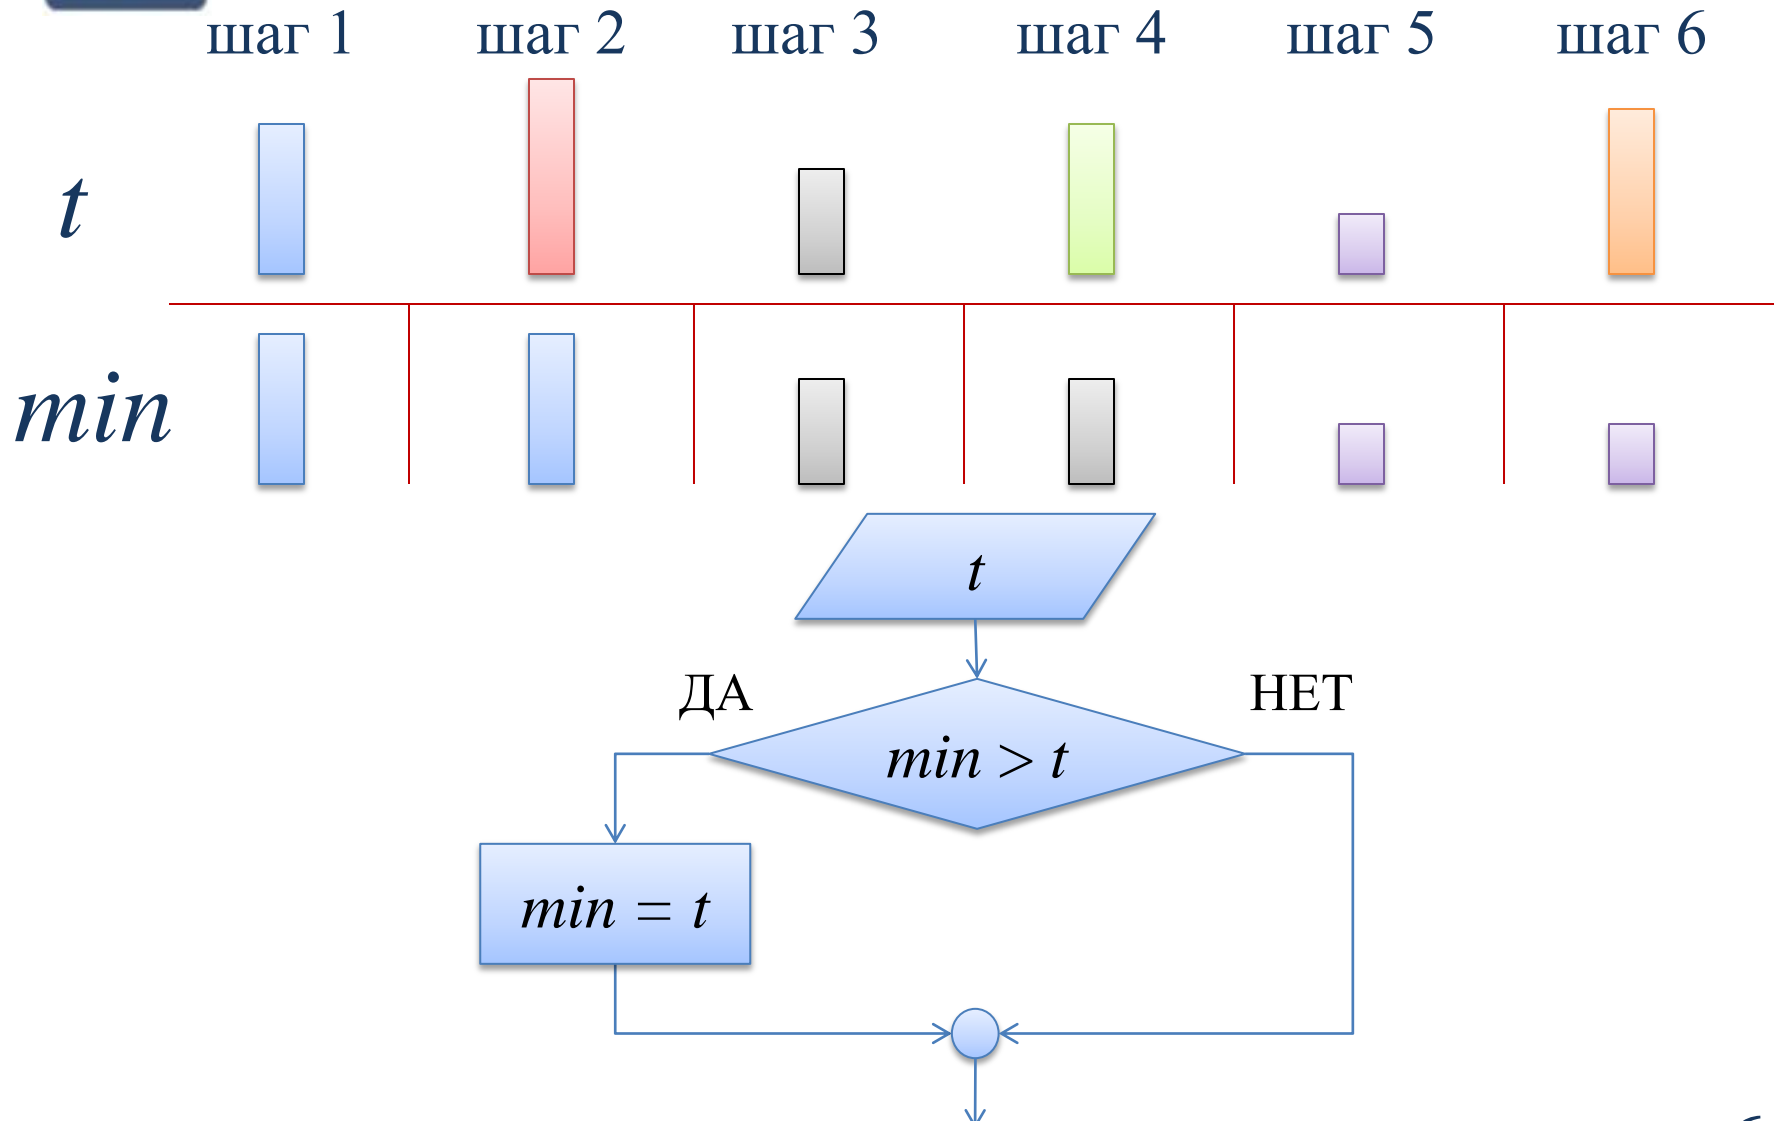 шаг 1 шаг 2 шаг 3 шаг 4 шаг 5 шаг 6
t
min
t
ДА НЕТ
min > t
min = t